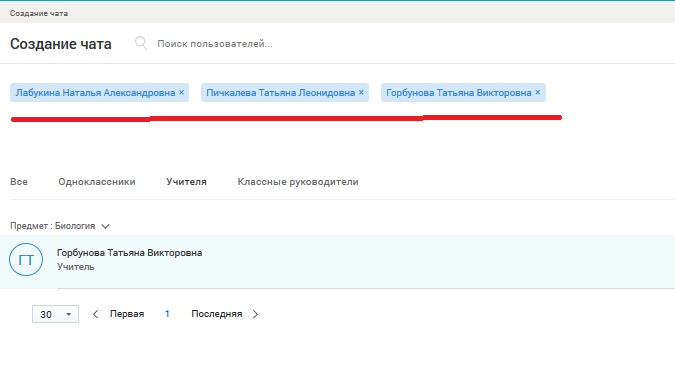 Создание чата
Создание чата Поиск пользователей...
Лабукина Наталья Александровна × Пичкалева Татьяна Леонидовна × Горбунова Татьяна Викторовна ×
Все Одноклассники Учителя Классные руководители
Предмет : Биология
ГТ Горбунова Татьяна Викторовна
Учитель
30 Первая 1 Последняя